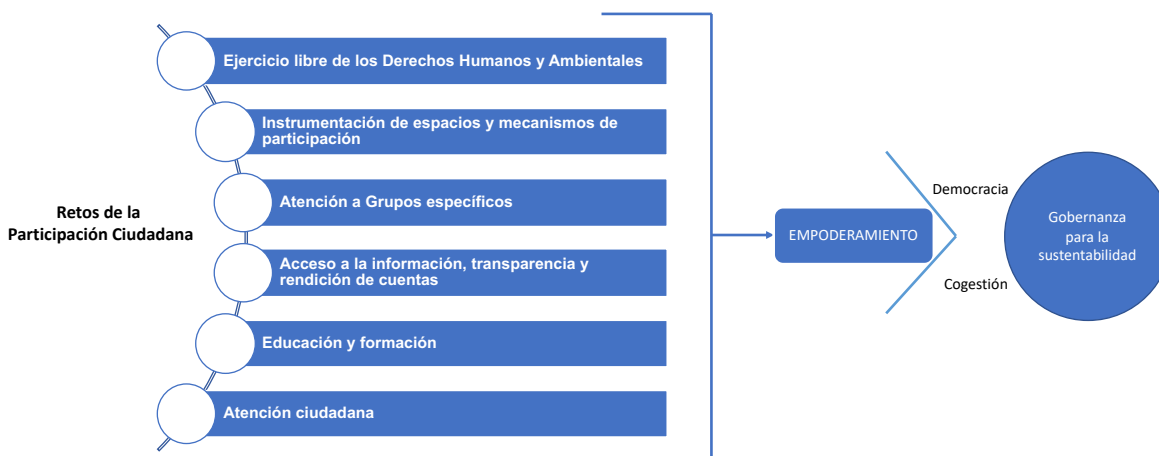 Retos de la
Participación Ciudadana
Ejercicio libre de los Derechos Humanos y Ambientales
Instrumentación de espacios y mecanismos de
participación
Atención a Grupos específicos
Acceso a la información, transparencia y
rendición de cuentas
Educación y formación
Atención ciudadana
EMPODERAMIENTO
Democracia
Cogestión
Gobernanza
para la
sustentabilidad